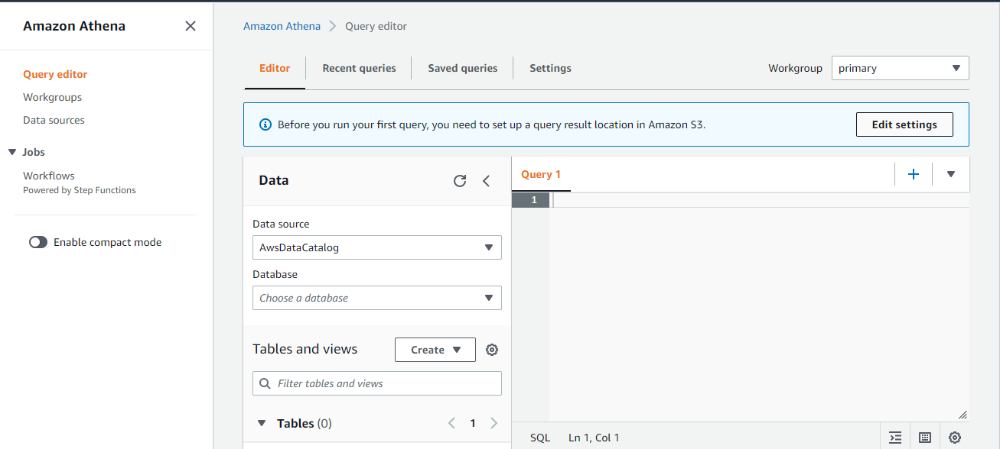 Amazon Athena
Query editor
Workgroups
Data sources
Jobs
Workflows
Powered by Step Functions
Enable compact mode
Amazon Athena Query editor
Editor Recent queries Saved queries Settings Workgroup primary
Before you run your first query, you need to set up a query result location in Amazon S3. Edit settings
Data
Data source
AwsDataCatalog
Database
Choose a database
Tables and views Create
Filter tables and views
Tables (0) 1
Query 1
1
SQL Ln 1, Col 1